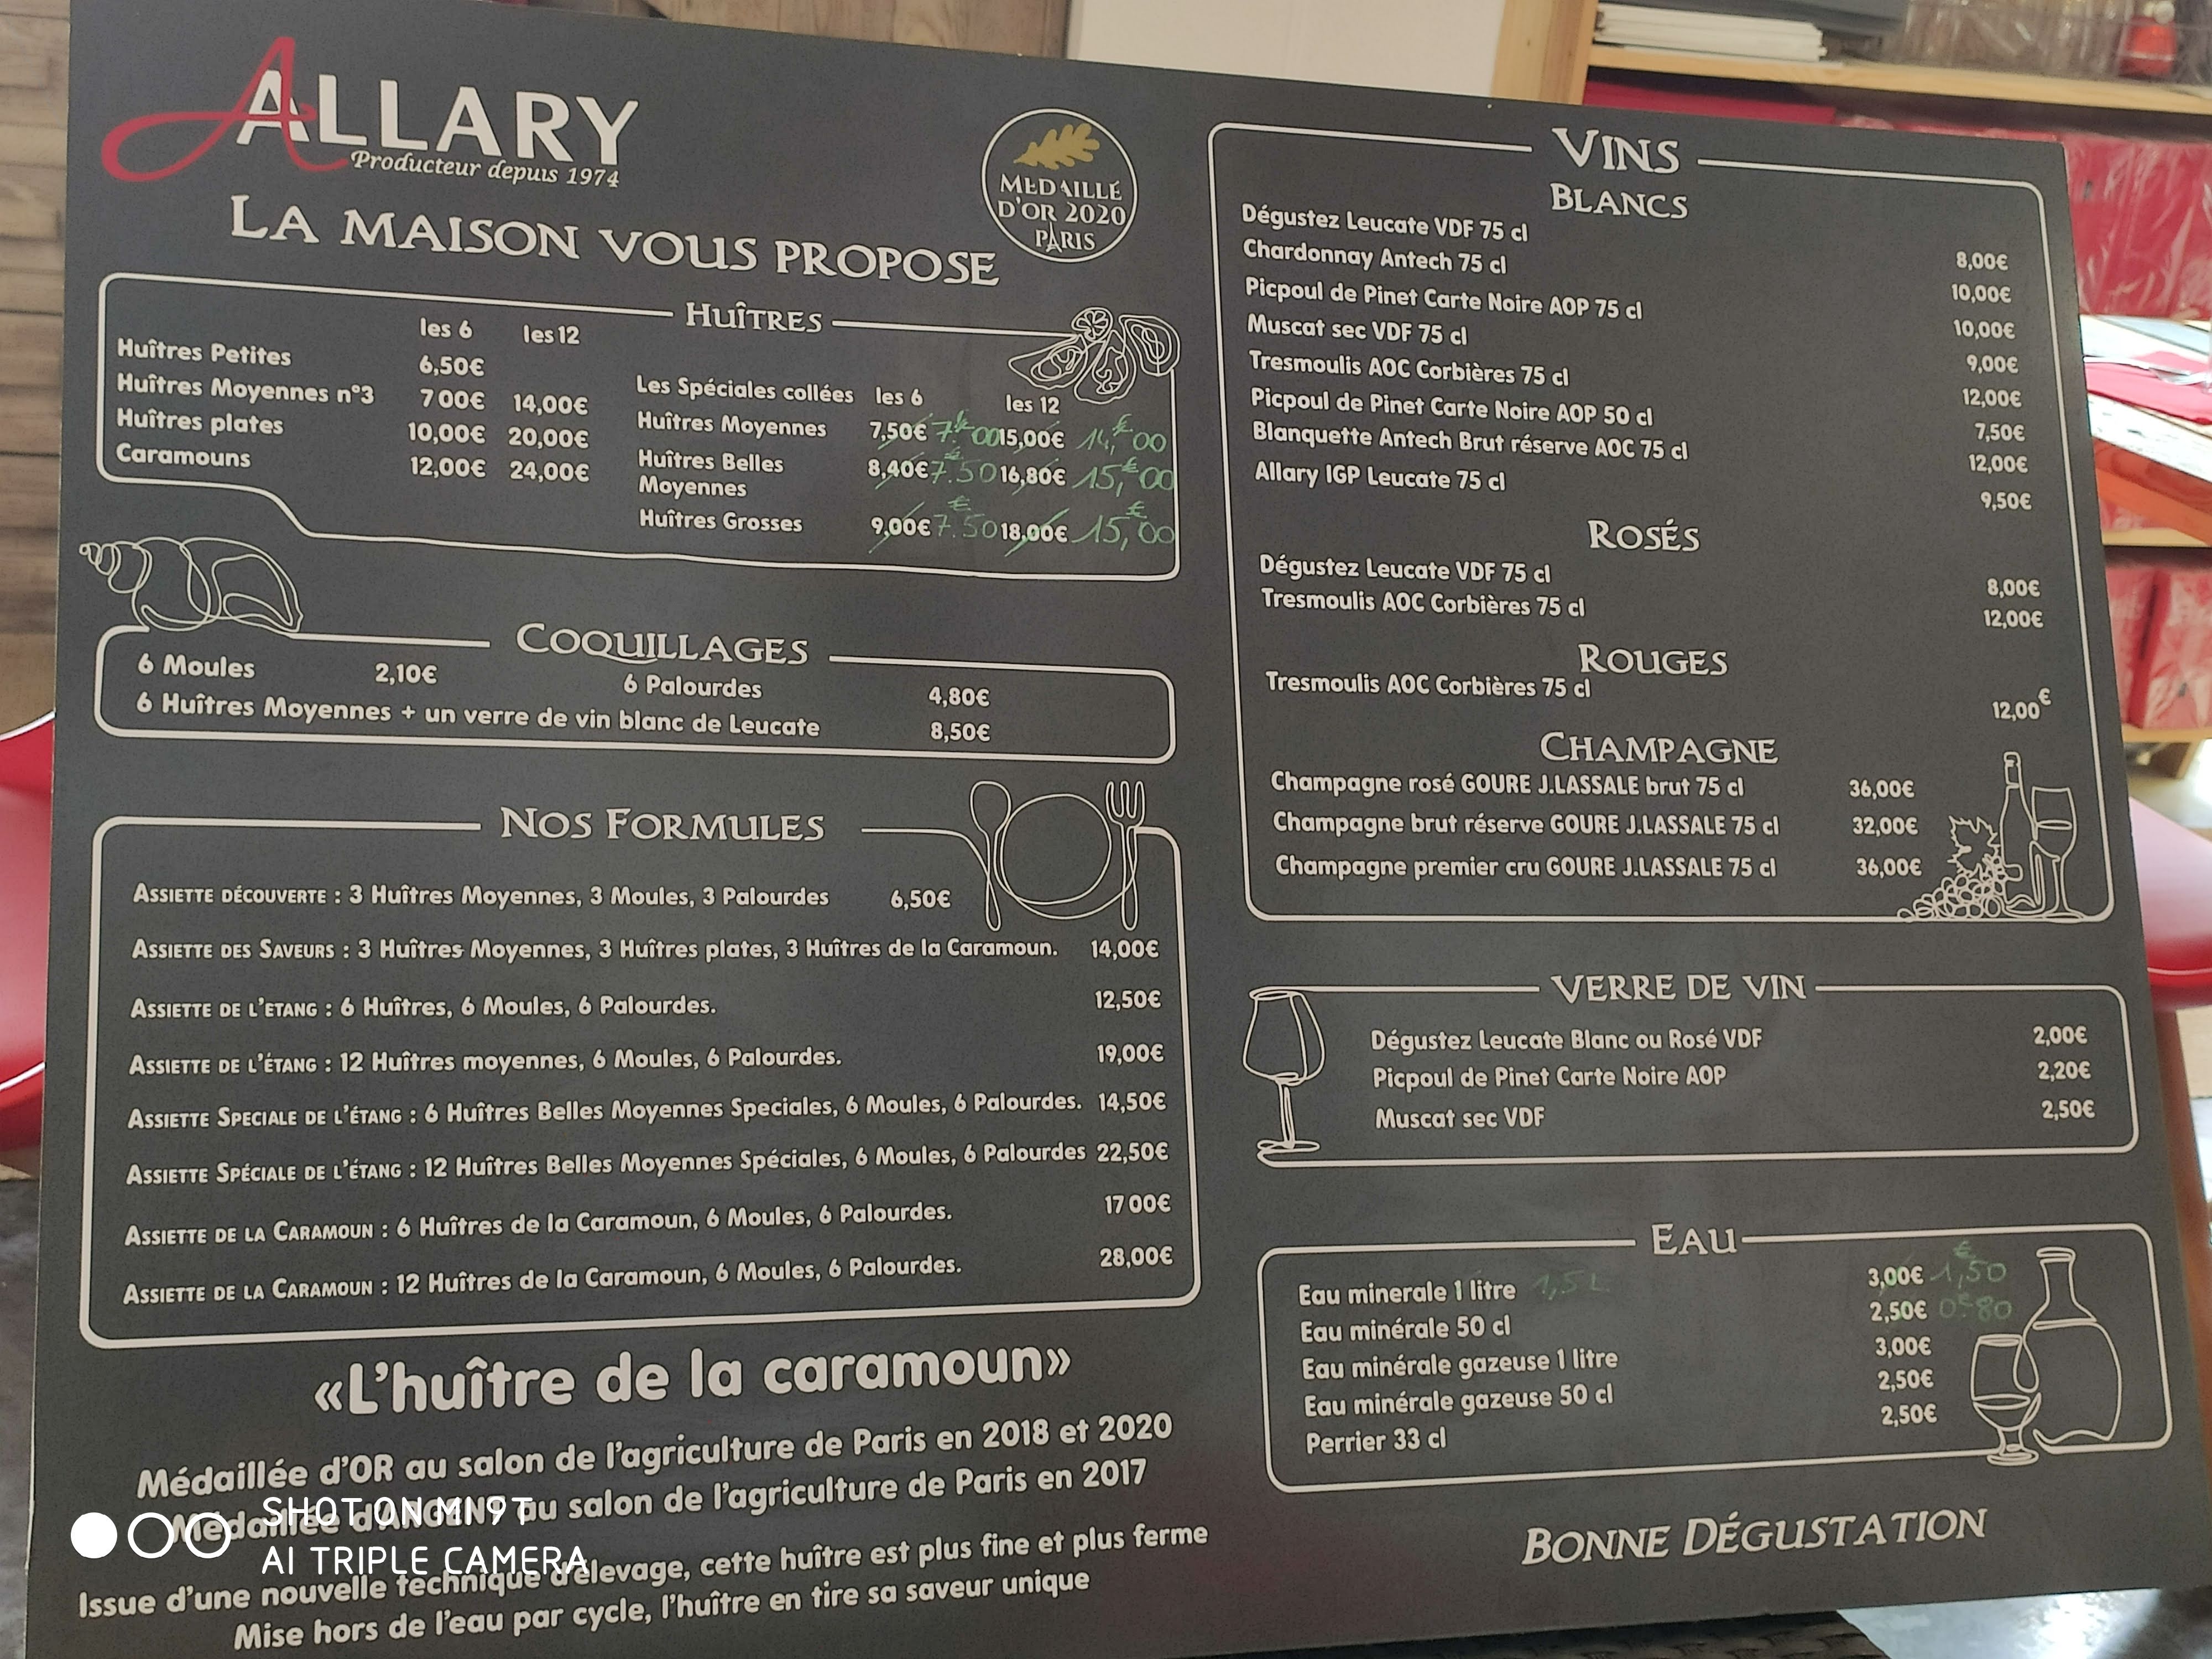 ALLARY
Producteur depuis 1974
MEDAILLE
D'OR 2020
PARIS
LA MAISON VOUS PROPOSE
HUÎTRES
les 6 les 12
Huîtres Petites 6,50€
Huîtres Moyennes n°3 7 00€ 14,00€
Huîtres plates 10,00€ 20,00€
Caramouns 12,00€ 24,00€
Les Spéciales collées les 6 les 12
Huîtres Moyennes 7,50€ 7,€00 15,00€ 14,€00
Huîtres Belles
Moyennes 8,40€ 7.€50 16,80€ 15,€00
Huîtres Grosses 9,00€ 7.€50 18,00€ 15,€00
COQUILLAGES
6 Moules 2,10€ 6 Palourdes 4,80€
6 Huîtres Moyennes + un verre de vin blanc de Leucate 8,50€
NOS FORMULES
ASSIETTE DÉCOUVERTE : 3 Huîtres Moyennes, 3 Moules, 3 Palourdes 6,50€
ASSIETTE DES SAVEURS : 3 Huîtres Moyennes, 3 Huîtres plates, 3 Huîtres de la Caramoun. 14,00€
ASSIETTE DE L'ETANG : 6 Huîtres, 6 Moules, 6 Palourdes. 12,50€
ASSIETTE DE L'ÉTANG : 12 Huîtres moyennes, 6 Moules, 6 Palourdes. 19,00€
ASSIETTE SPECIALE DE L'ÉTANG : 6 Huîtres Belles Moyennes Speciales, 6 Moules, 6 Palourdes. 14,50€
ASSIETTE SPÉCIALE DE L'ÉTANG : 12 Huîtres Belles Moyennes Spéciales, 6 Moules, 6 Palourdes 22,50€
ASSIETTE DE LA CARAMOUN : 6 Huîtres de la Caramoun, 6 Moules, 6 Palourdes. 17 00€
ASSIETTE DE LA CARAMOUN : 12 Huîtres de la Caramoun, 6 Moules, 6 Palourdes. 28,00€
«L'huître de la caramoun»
Médaillée d'OR au salon de l'agriculture de Paris en 2018 et 2020
Médaillée d'ARGENT au salon de l'agriculture de Paris en 2017
Issue d'une nouvelle technique d'élevage, cette huître est plus fine et plus ferme
Mise hors de l'eau par cycle, l'huître en tire sa saveur unique
VINS
BLANCS
Dégustez Leucate VDF 75 cl 8,00€
Chardonnay Antech 75 cl 10,00€
Picpoul de Pinet Carte Noire AOP 75 cl 10,00€
Muscat sec VDF 75 cl 9,00€
Tresmoulis AOC Corbières 75 cl 12,00€
Picpoul de Pinet Carte Noire AOP 50 cl 7,50€
Blanquette Antech Brut réserve AOC 75 cl 12,00€
Allary IGP Leucate 75 cl 9,50€
ROSÉS
Dégustez Leucate VDF 75 cl 8,00€
Tresmoulis AOC Corbières 75 cl 12,00€
ROUGES
Tresmoulis AOC Corbières 75 cl 12,00€
CHAMPAGNE
Champagne rosé GOURE J.LASSALE brut 75 cl 36,00€
Champagne brut réserve GOURE J.LASSALE 75 cl 32,00€
Champagne premier cru GOURE J.LASSALE 75 cl 36,00€
VERRE DE VIN
Dégustez Leucate Blanc ou Rosé VDF 2,00€
Picpoul de Pinet Carte Noire AOP 2,20€
Muscat sec VDF 2,50€
EAU
Eau minerale 1 litre 1,5 L 3,00€ 1,€50
Eau minérale 50 cl 2,50€ 0€80
Eau minérale gazeuse 1 litre 3,00€
Eau minérale gazeuse 50 cl 2,50€
Perrier 33 cl 2,50€
BONNE DÉGUSTATION
SHOT ON MI 9T
AI TRIPLE CAMERA